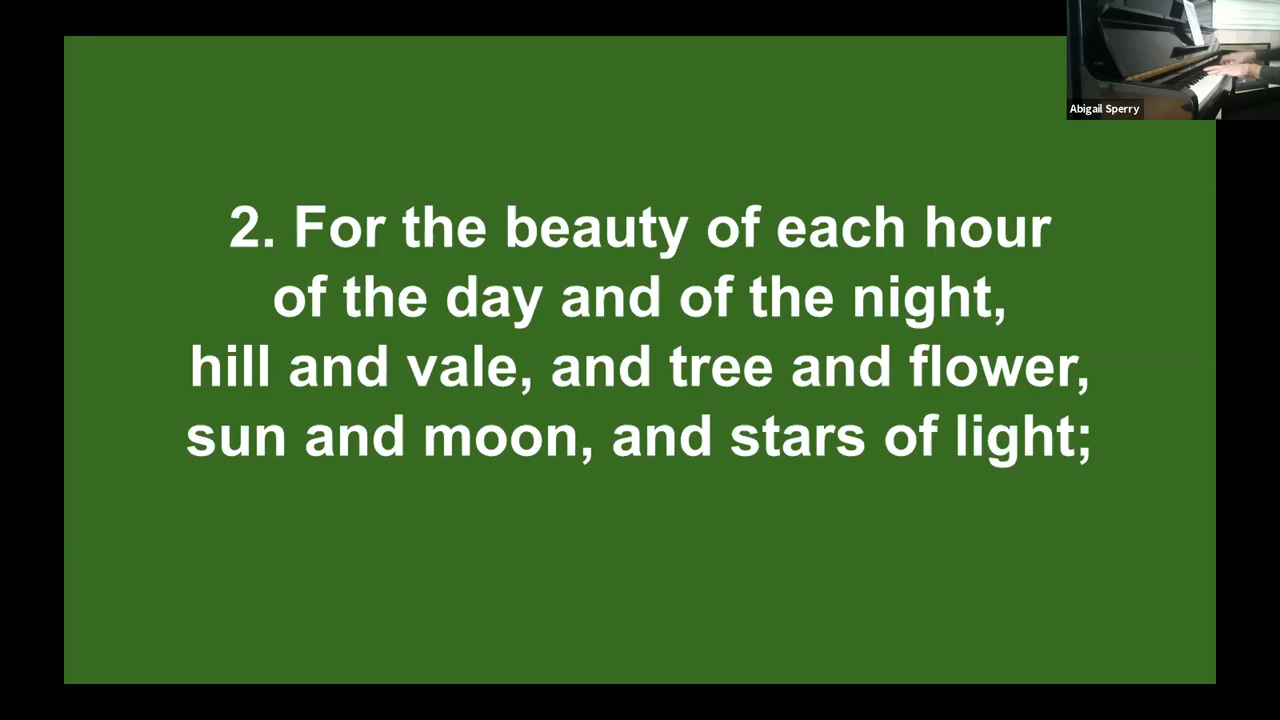 Abigail Sperry
2. For the beauty of each hour
of the day and of the night,
hill and vale, and tree and flower,
sun and moon, and stars of light;